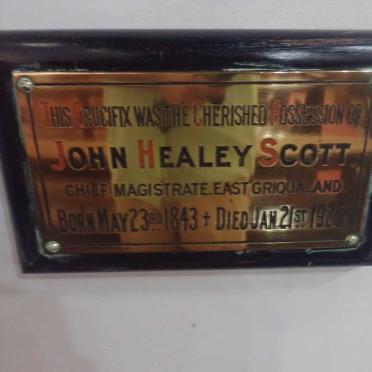 THIS CRUCIFIX WAS THE CHERISHED POSSESSION OF
JOHN HEALEY SCOTT.
CHIEF MAGISTRATE. EAST GRIQUALAND.
BORN MAY 23RD 1843 + DIED JAN. 21ST